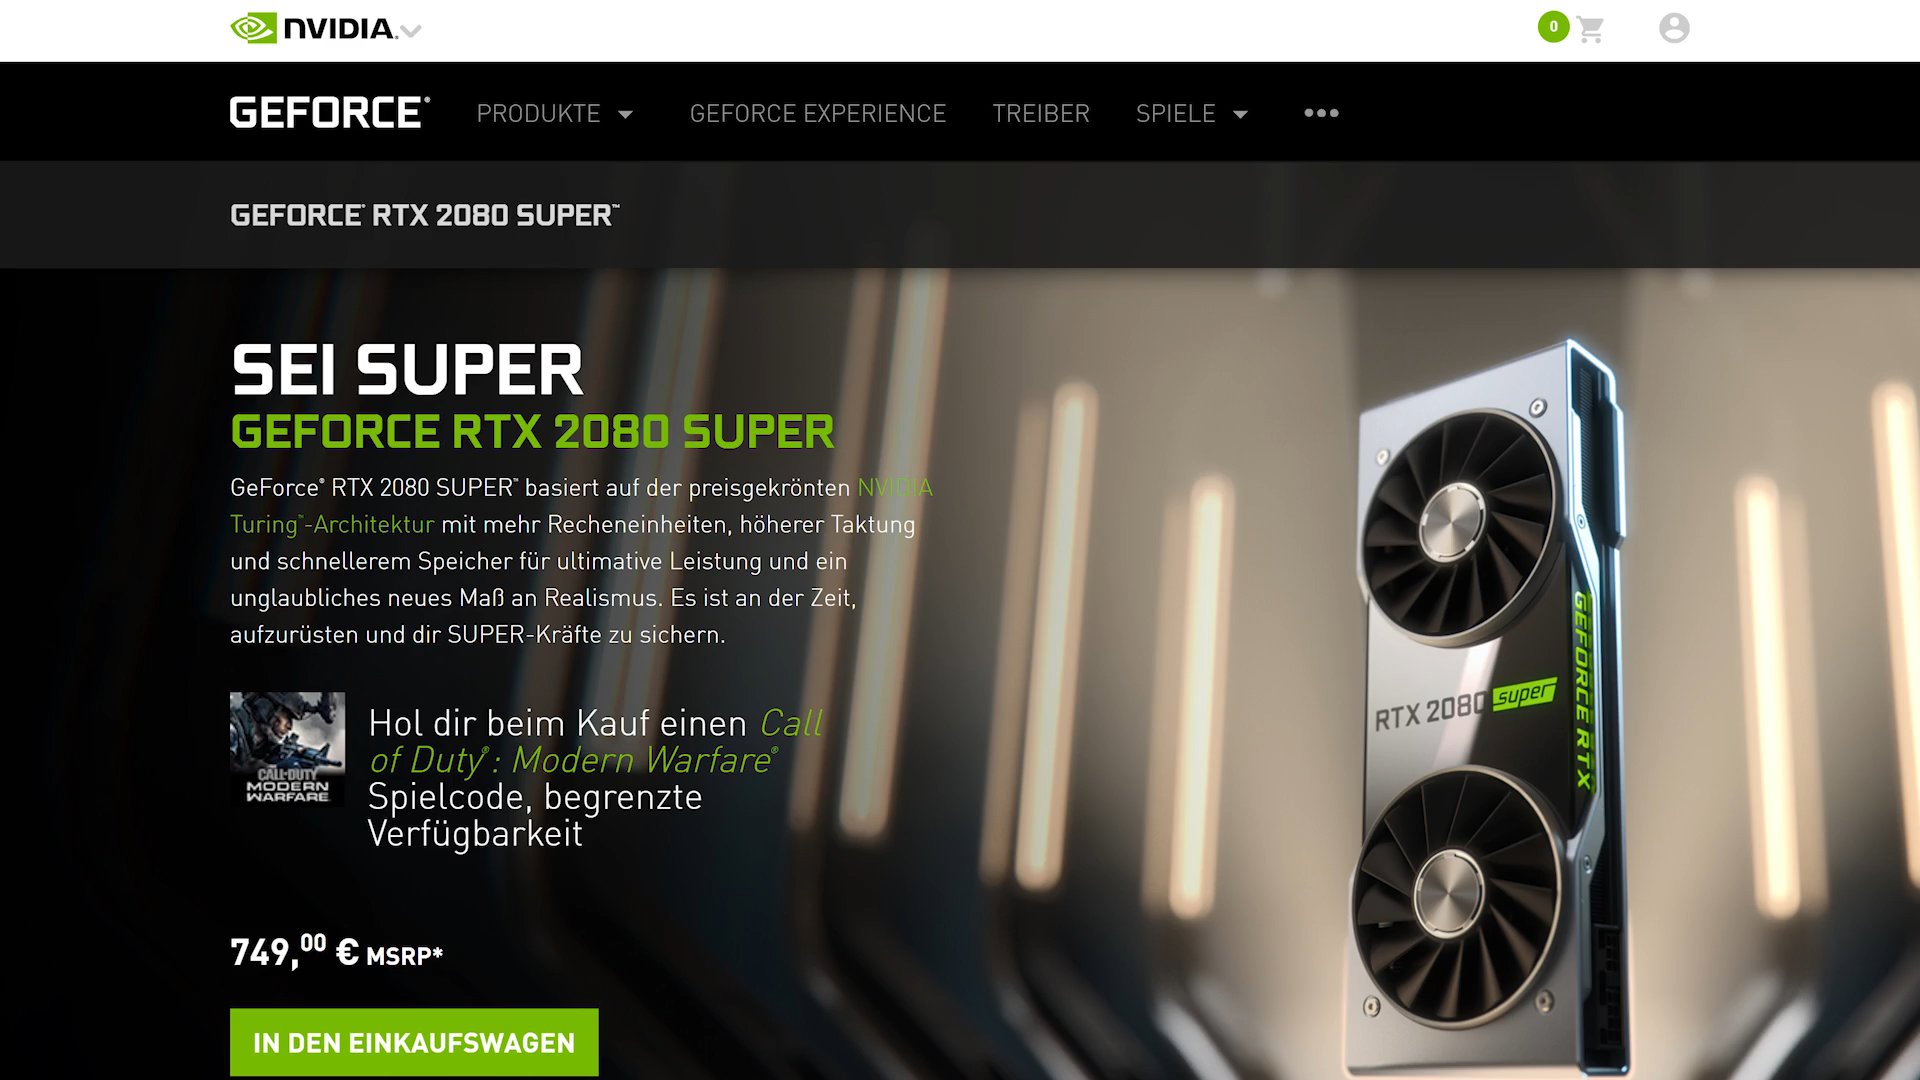 NVIDIA.
0
GEFORCE®
PRODUKTE
GEFORCE EXPERIENCE
TREIBER
SPIELE
GEFORCE® RTX 2080 SUPER™
SEI SUPER
GEFORCE RTX 2080 SUPER
GeForce® RTX 2080 SUPER™ basiert auf der preisgekrönten NVIDIA
Turing™-Architektur mit mehr Recheneinheiten, höherer Taktung
und schnellerem Speicher für ultimative Leistung und ein
unglaubliches neues Maß an Realismus. Es ist an der Zeit,
aufzurüsten und dir SUPER-Kräfte zu sichern.
CALL OF DUTY
MODERN
WARFARE
Hol dir beim Kauf einen Call
of Duty®: Modern Warfare®
Spielcode, begrenzte
Verfügbarkeit
749,00 € MSRP*
IN DEN EINKAUFSWAGEN
RTX 2080 super
GEFORCE RTX